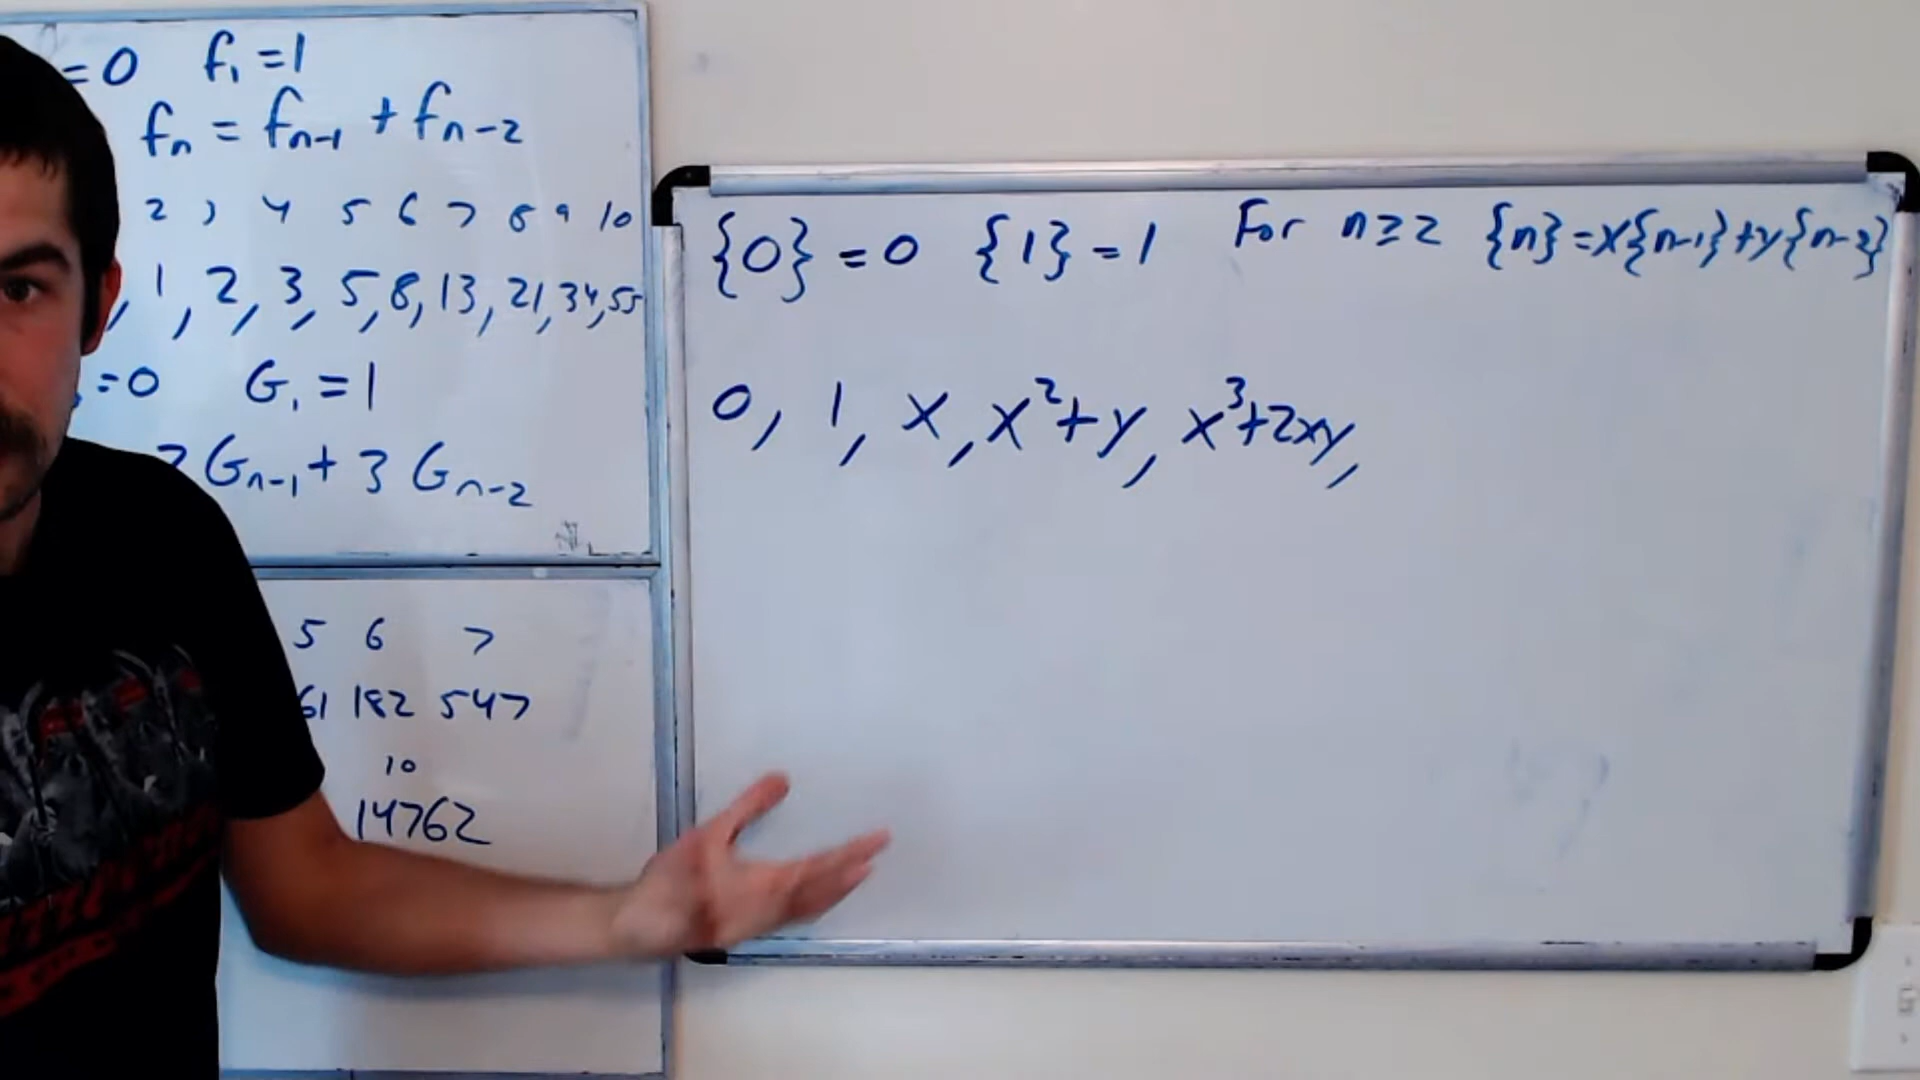 =0 f₁ =1
fₙ = fₙ₋₁ + fₙ₋₂
2 3 4 5 6 7 8 9 10
, 1, 2, 3, 5, 8, 13, 21, 34, 55
=0 G₁ =1
Gₙ₋₁ + 3 Gₙ₋₂
5 6 7
61 182 547
10
14762
{0} = 0 {1} = 1 For n ≥ 2 {n} = x{n-1} + y{n-2}
0, 1, x, x²+y, x³+2xy,